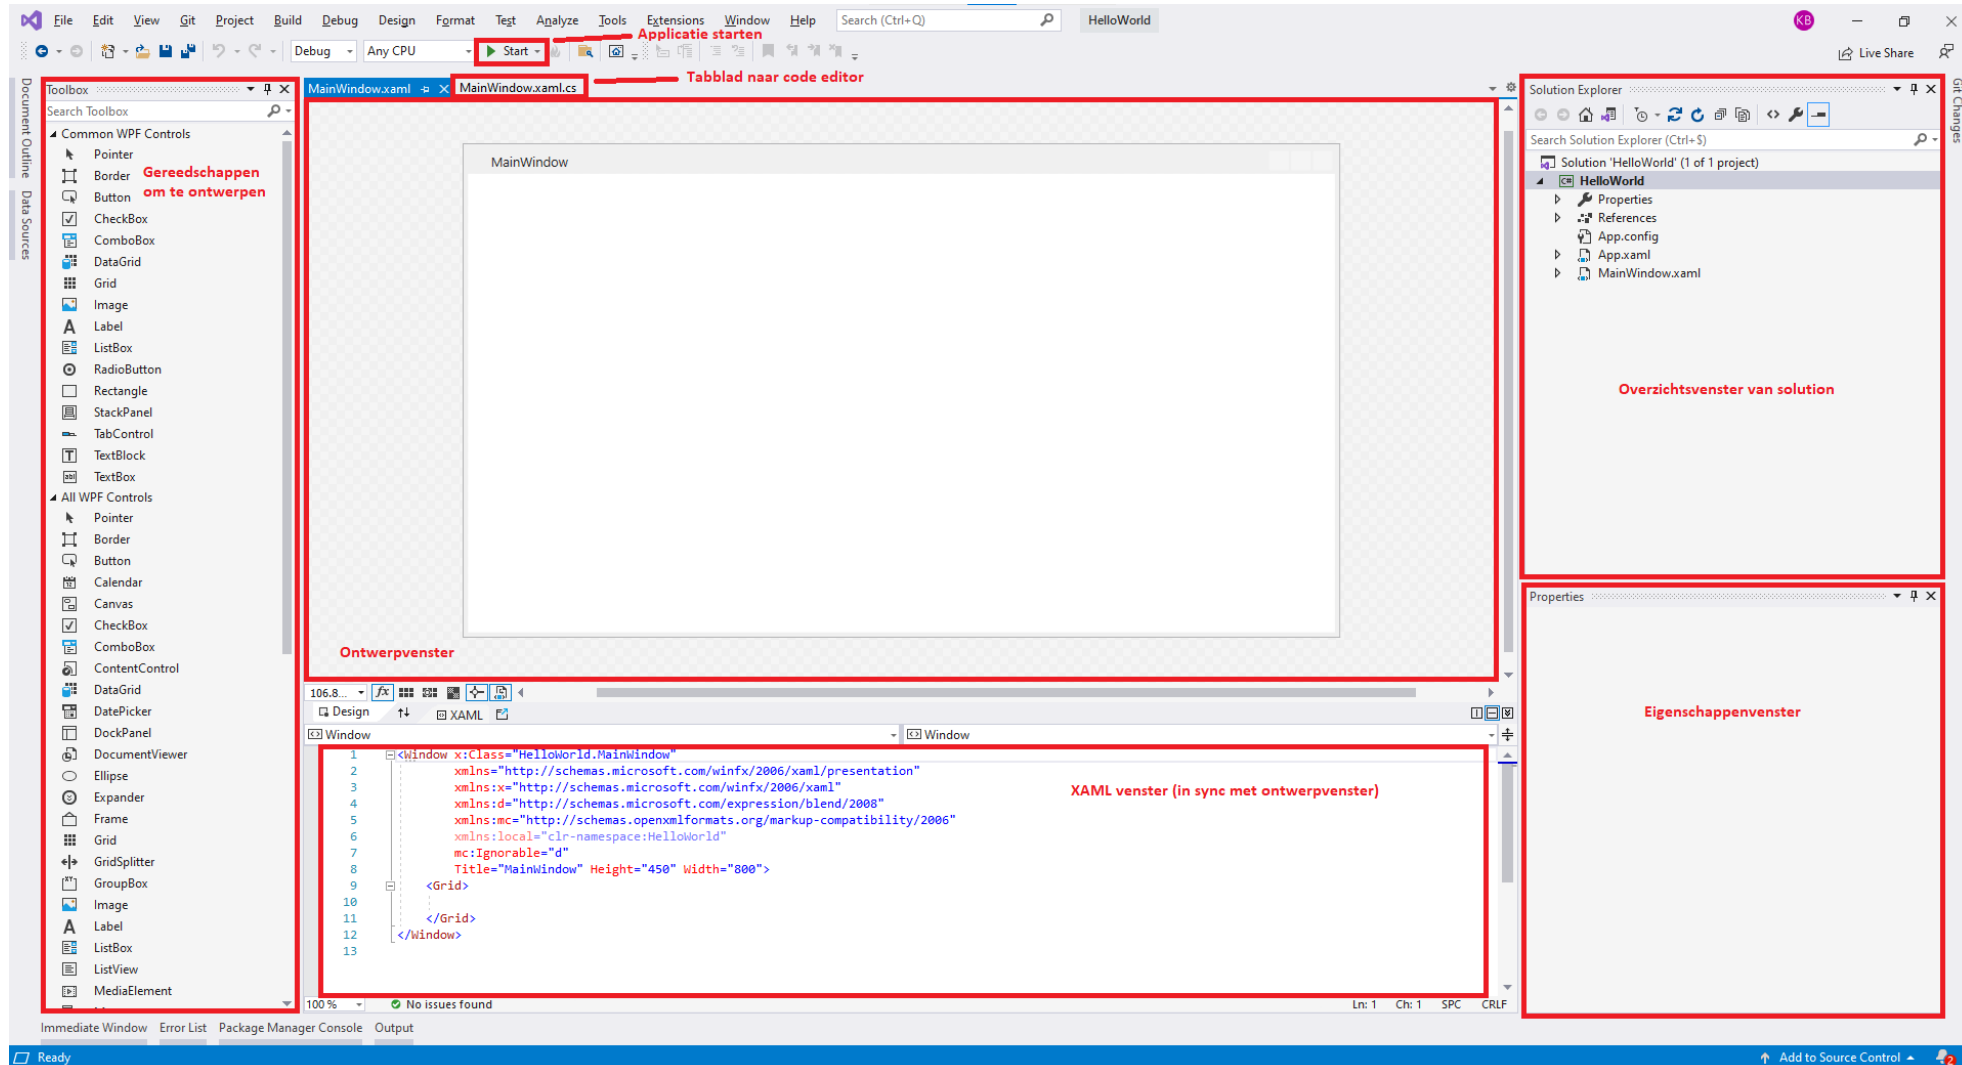 File Edit View Git Project Build Debug Design Format Test Analyze Tools Extensions Window Help Search (Ctrl+Q) HelloWorld KB
Applicatie starten
Debug Any CPU Start Live Share
Tabblad naar code editor
Document Outline
Data Sources
Toolbox
Search Toolbox
Common WPF Controls
Pointer
Border
Button
Gereedschappen
om te ontwerpen
CheckBox
ComboBox
DataGrid
Grid
Image
Label
ListBox
RadioButton
Rectangle
StackPanel
TabControl
TextBlock
TextBox
All WPF Controls
Pointer
Border
Button
Calendar
Canvas
CheckBox
ComboBox
ContentControl
DataGrid
DatePicker
DockPanel
DocumentViewer
Ellipse
Expander
Frame
Grid
GridSplitter
GroupBox
Image
Label
ListBox
ListView
MediaElement
MainWindow.xaml MainWindow.xaml.cs
MainWindow
Ontwerpvenster
106.8...
Design XAML
Window Window
1 <Window x:Class="HelloWorld.MainWindow"
2 xmlns="http://schemas.microsoft.com/winfx/2006/xaml/presentation"
3 xmlns:x="http://schemas.microsoft.com/winfx/2006/xaml"
4 xmlns:d="http://schemas.microsoft.com/expression/blend/2008"
5 xmlns:mc="http://schemas.openxmlformats.org/markup-compatibility/2006"
6 xmlns:local="clr-namespace:HelloWorld"
7 mc:Ignorable="d"
8 Title="MainWindow" Height="450" Width="800">
9 <Grid>
10
11 </Grid>
12 </Window>
13
XAML venster (in sync met ontwerpvenster)
100 % No issues found Ln: 1 Ch: 1 SPC CRLF
Solution Explorer
Search Solution Explorer (Ctrl+$)
Solution 'HelloWorld' (1 of 1 project)
HelloWorld
Properties
References
App.config
App.xaml
MainWindow.xaml
Overzichtsvenster van solution
Properties
Eigenschappenvenster
Git Changes
Immediate Window Error List Package Manager Console Output
Ready Add to Source Control 2